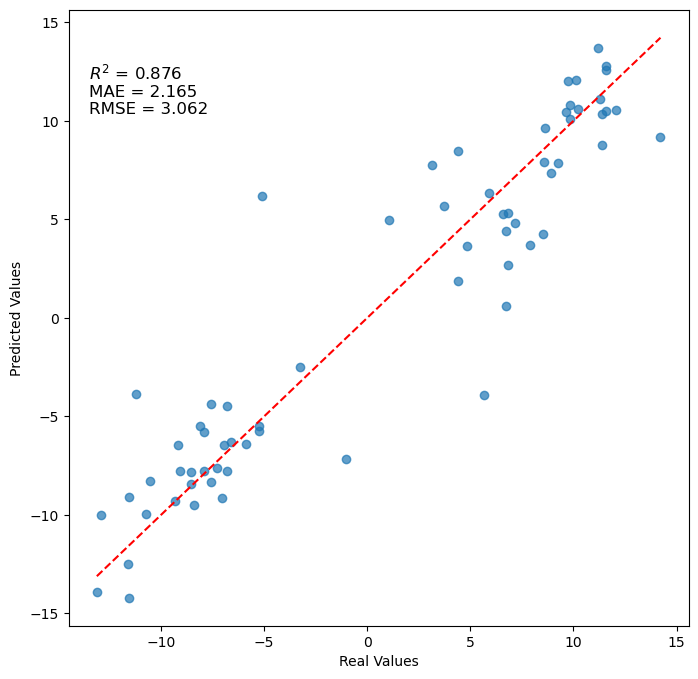 15
10
5
0
−5
−10
−15
Predicted Values
R² = 0.876
MAE = 2.165
RMSE = 3.062
−10 −5 0 5 10 15
Real Values